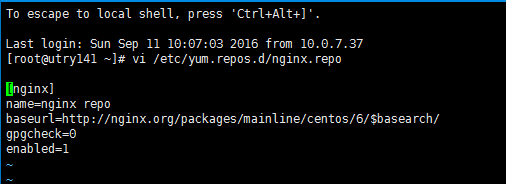 To escape to local shell, press 'Ctrl+Alt+]'.
Last login: Sun Sep 11 10:07:03 2016 from 10.0.7.37
[root@utry141 ~]# vi /etc/yum.repos.d/nginx.repo
[nginx]
name=nginx repo
baseurl=http://nginx.org/packages/mainline/centos/6/$basearch/
gpgcheck=0
enabled=1
~
~